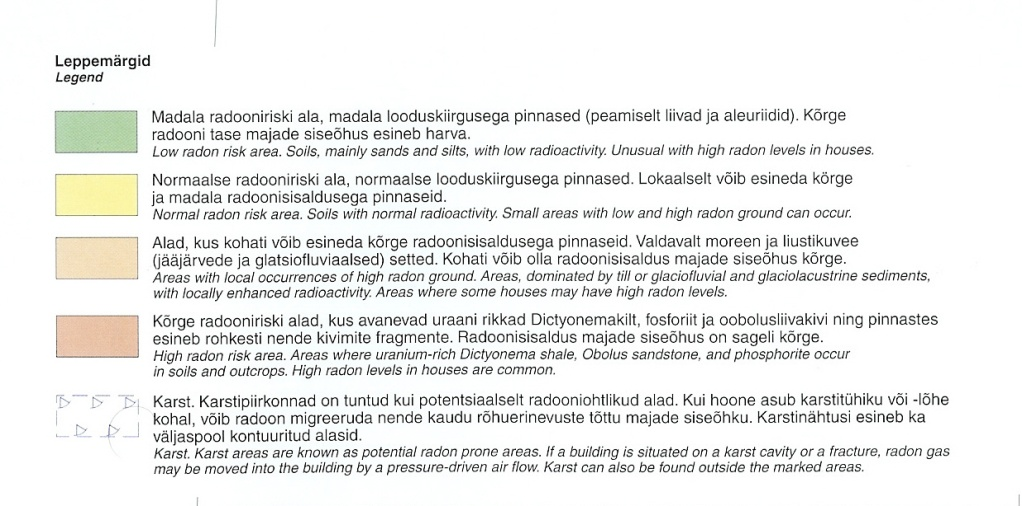 Leppemärgid
Legend
Madala radooniriski ala, madala looduskiirgusega pinnased (peamiselt liivad ja aleuriidid). Kõrge
radooni tase majade siseõhus esineb harva.
Low radon risk area. Soils, mainly sands and silts, with low radioactivity. Unusual with high radon levels in houses.
Normaalse radooniriski ala, normaalse looduskiirgusega pinnased. Lokaalselt võib esineda kõrge
ja madala radoonisisaldusega pinnaseid.
Normal radon risk area. Soils with normal radioactivity. Small areas with low and high radon ground can occur.
Alad, kus kohati võib esineda kõrge radoonisisaldusega pinnaseid. Valdavalt moreen ja liustikuvee
(jääjärvede ja glatsiofluviaalsed) setted. Kohati võib olla radoonisisaldus majade siseõhus kõrge.
Areas with local occurrences of high radon ground. Areas, dominated by till or glaciofluvial and glaciolacustrine sediments,
with locally enhanced radioactivity. Areas where some houses may have high radon levels.
Kõrge radooniriski alad, kus avanevad uraani rikkad Dictyonemakilt, fosforiit ja oobolusliivakivi ning pinnastes
esineb rohkesti nende kivimite fragmente. Radoonisisaldus majade siseõhus on sageli kõrge.
High radon risk area. Areas where uranium-rich Dictyonema shale, Obolus sandstone, and phosphorite occur
in soils and outcrops. High radon levels in houses are common.
Karst. Karstipiirkonnad on tuntud kui potentsiaalselt radooniohtlikud alad. Kui hoone asub karstitühiku või -lõhe
kohal, võib radoon migreeruda nende kaudu rõhuerinevuste tõttu majade siseõhku. Karstinähtusi esineb ka
väljaspool kontuuritud alasid.
Karst. Karst areas are known as potential radon prone areas. If a building is situated on a karst cavity or a fracture, radon gas
may be moved into the building by a pressure-driven air flow. Karst can also be found outside the marked areas.